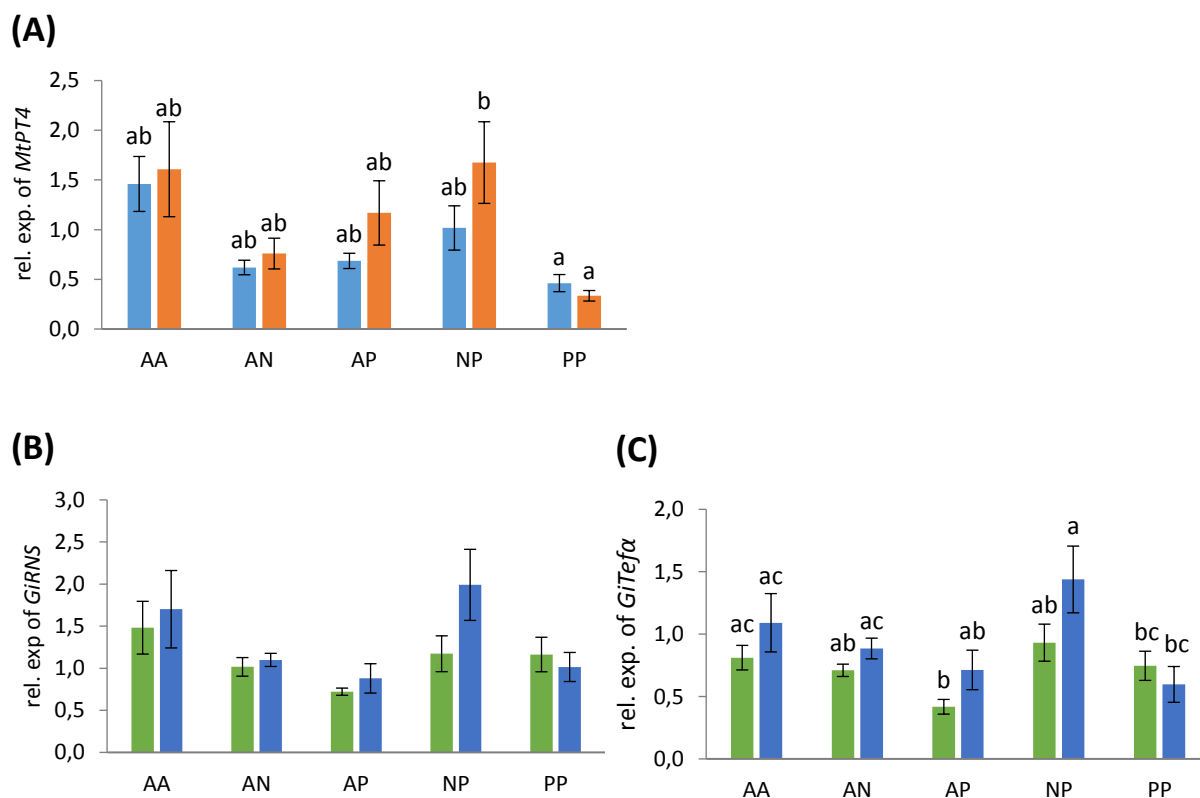 (A)
rel. exp. of MtPT4
2,5
2,0
1,5
1,0
0,5
0,0
ab ab
ab ab
ab ab
ab b
a a
AA AN AP NP PP
(B)
rel. exp of GiRNS
3,0
2,5
2,0
1,5
1,0
0,5
0,0
AA AN AP NP PP
(C)
rel. exp. of GiTefα
2,0
1,5
1,0
0,5
0,0
ac ac
ab ac
b ab
ab a
bc bc
AA AN AP NP PP